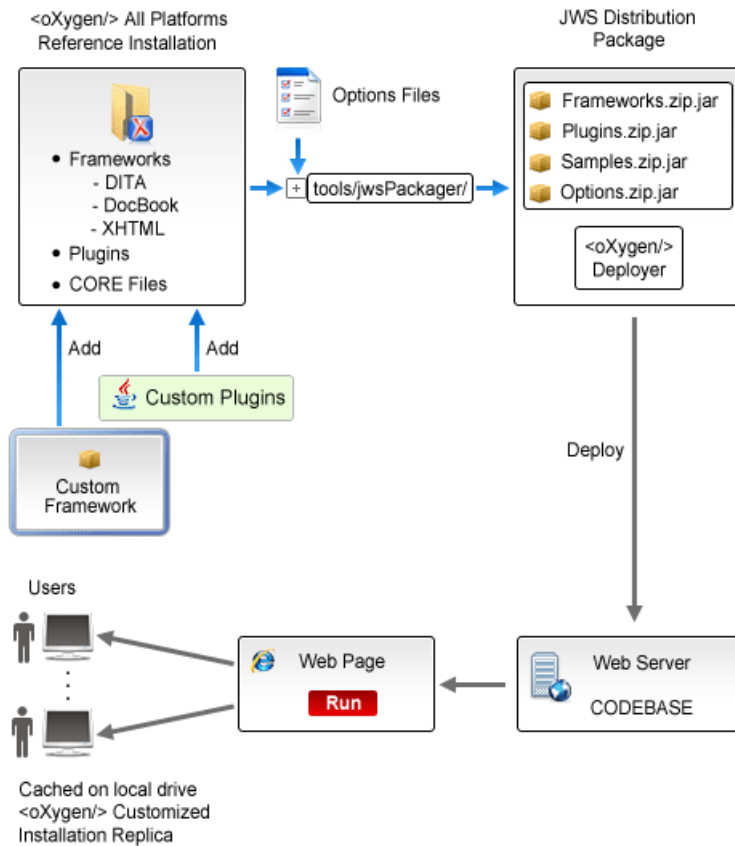 <oXygen/> All Platforms
Reference Installation
JWS Distribution
Package
Options Files
• Frameworks
- DITA
- DocBook
- XHTML
• Plugins
• CORE Files
+
tools/jwsPackager/
Frameworks.zip.jar
Plugins.zip.jar
Samples.zip.jar
Options.zip.jar
<oXygen/>
Deployer
Add
Add
Custom Plugins
Custom
Framework
Deploy
Users
Web Page
Run
Web Server
CODEBASE
Cached on local drive
<oXygen/> Customized
Installation Replica